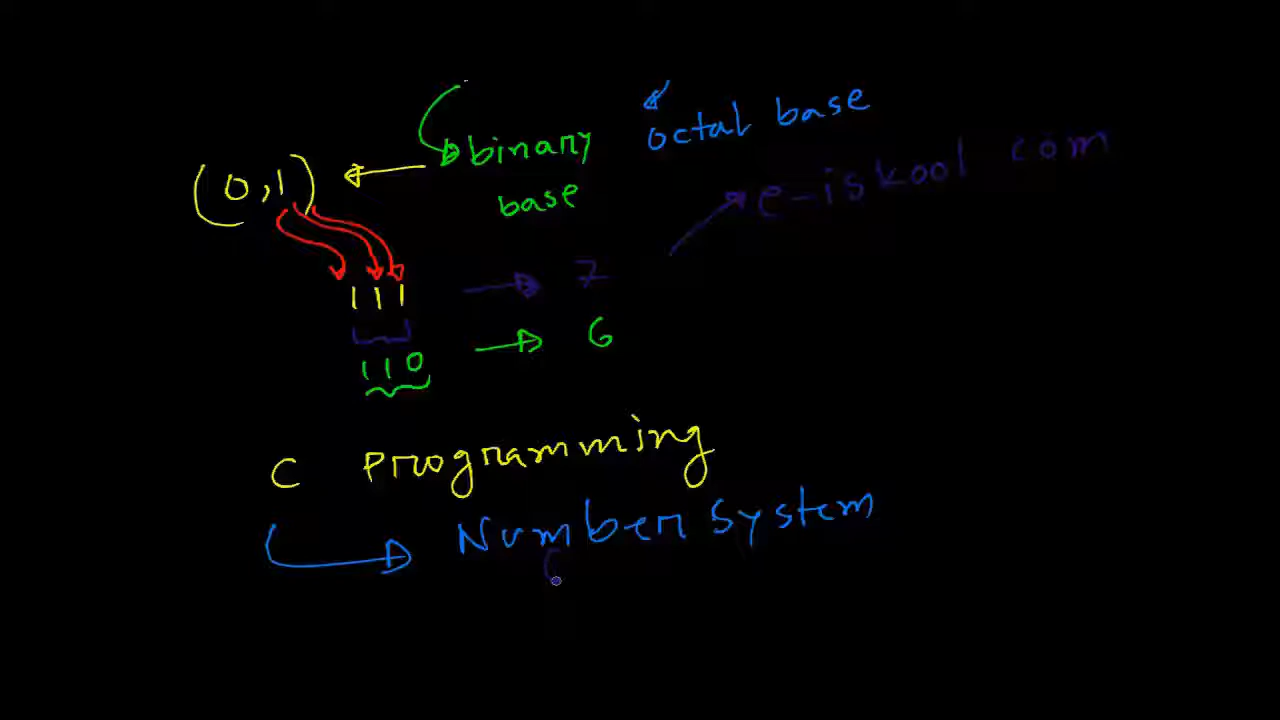 octal base
binary
base
e-iskool com
(0,1)
111 7
110 6
C Programming
Number System